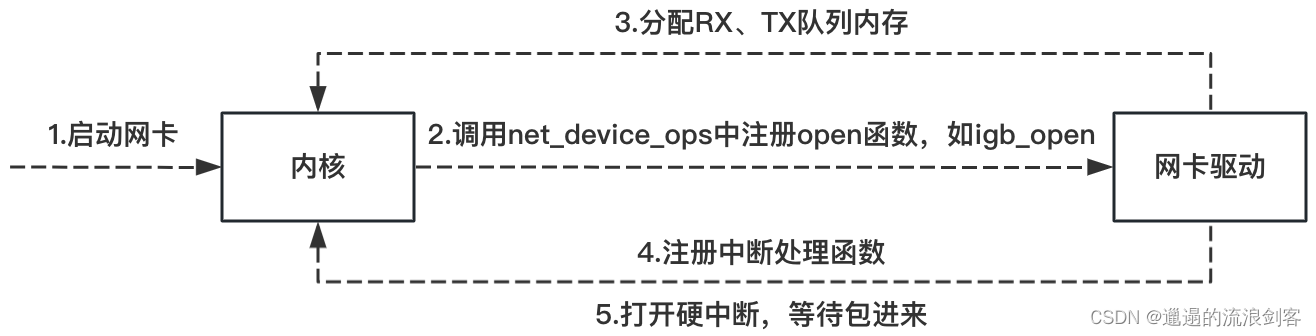 3.分配RX、TX队列内存
1.启动网卡
内核
2.调用net_device_ops中注册open函数，如igb_open
网卡驱动
4.注册中断处理函数
5.打开硬中断，等待包进来
CSDN @邋遢的流浪剑客